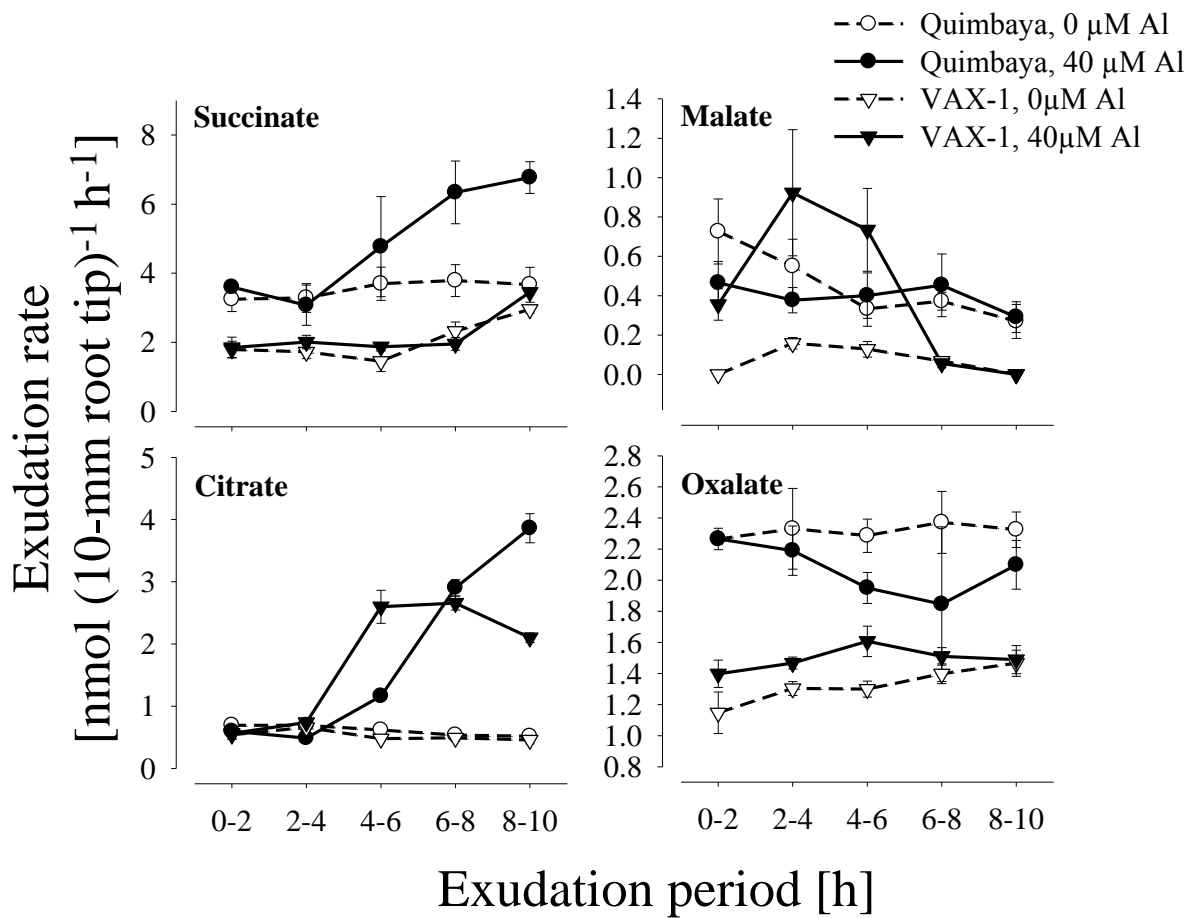 Quimbaya, 0 µM Al
Quimbaya, 40 µM Al
VAX-1, 0µM Al
VAX-1, 40µM Al
Exudation rate
[nmol (10-mm root tip)-1 h-1]
Succinate
8
6
4
2
0
Malate
1.4
1.2
1.0
0.8
0.6
0.4
0.2
0.0
Citrate
5
4
3
2
1
0
Oxalate
2.8
2.6
2.4
2.2
2.0
1.8
1.6
1.4
1.2
1.0
0.8
0-2 2-4 4-6 6-8 8-10
0-2 2-4 4-6 6-8 8-10
Exudation period [h]